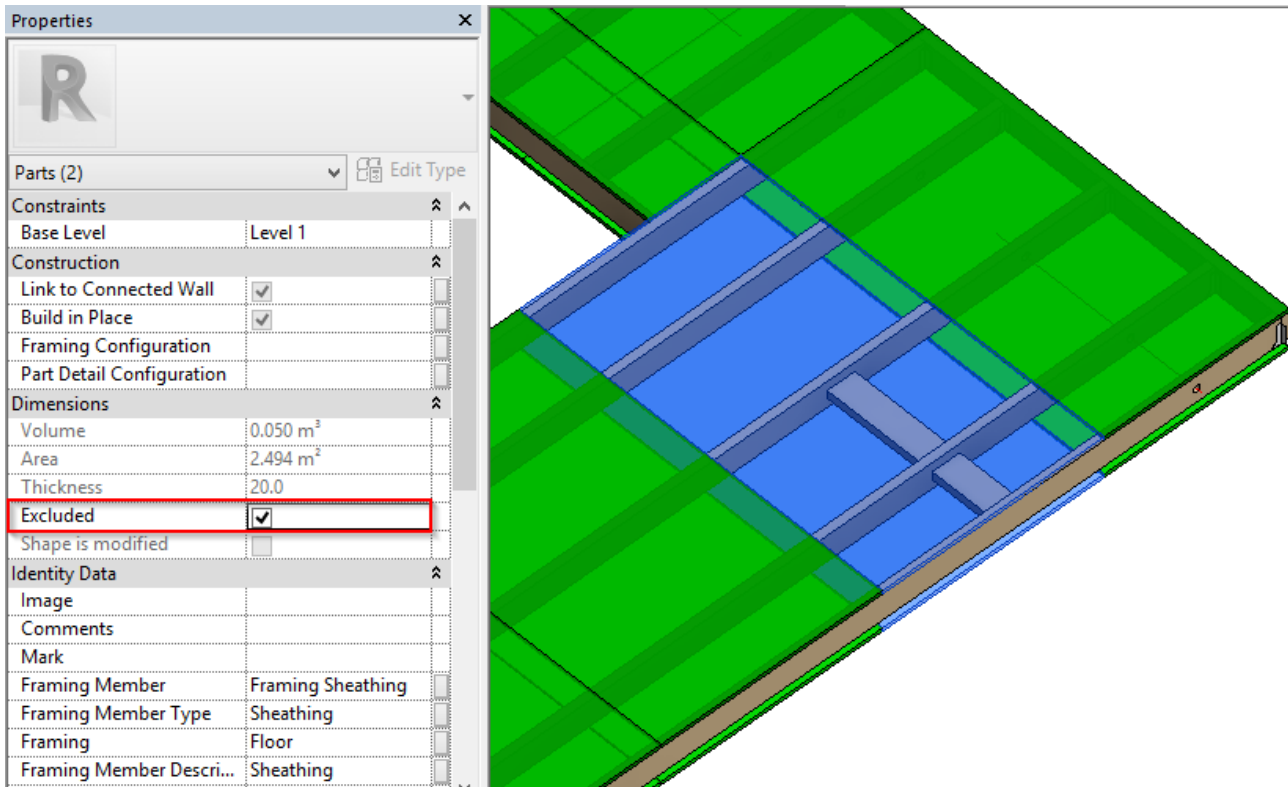 Properties
R
Parts (2)
Edit Type
Constraints
Base Level Level 1
Construction
Link to Connected Wall
Build in Place
Framing Configuration
Part Detail Configuration
Dimensions
Volume 0.050 m³
Area 2.494 m²
Thickness 20.0
Excluded
Shape is modified
Identity Data
Image
Comments
Mark
Framing Member Framing Sheathing
Framing Member Type Sheathing
Framing Floor
Framing Member Descri... Sheathing